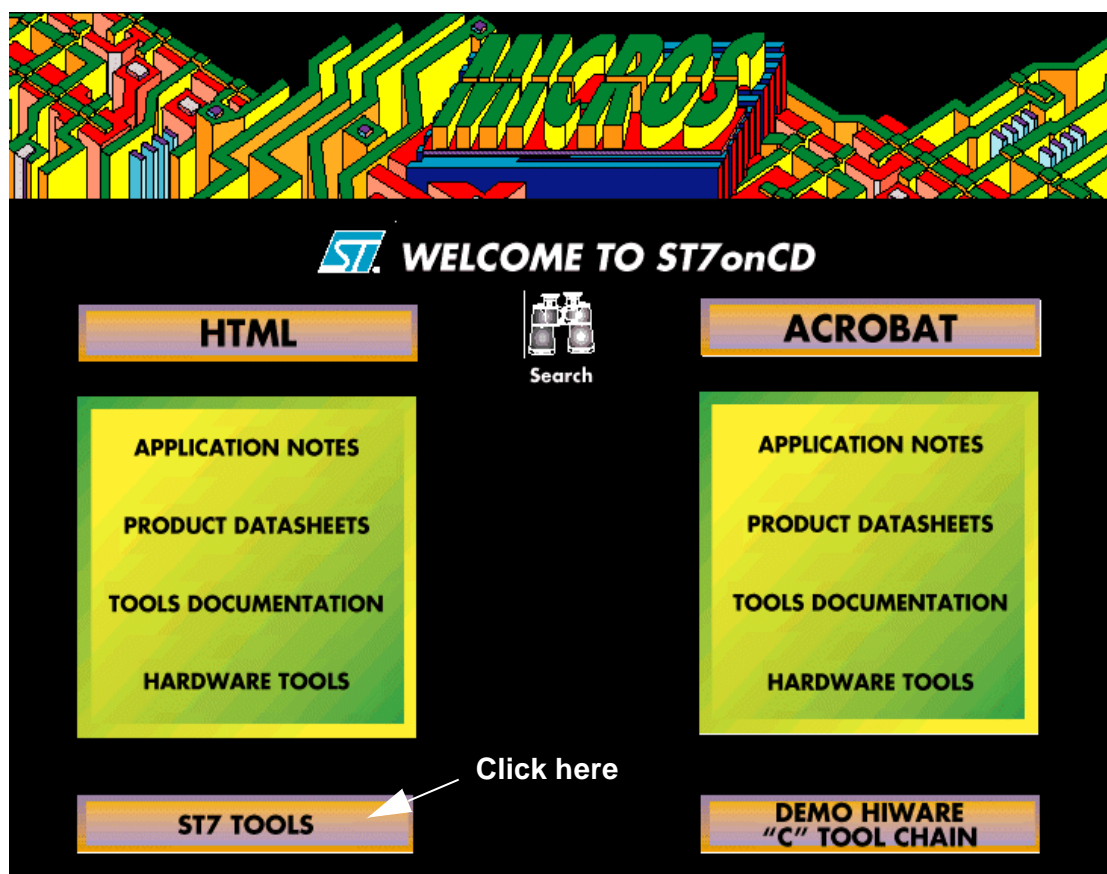 MICROS
ST. WELCOME TO ST7onCD
HTML
Search
ACROBAT
APPLICATION NOTES
PRODUCT DATASHEETS
TOOLS DOCUMENTATION
HARDWARE TOOLS
APPLICATION NOTES
PRODUCT DATASHEETS
TOOLS DOCUMENTATION
HARDWARE TOOLS
Click here
ST7 TOOLS
DEMO HIWARE
“C” TOOL CHAIN